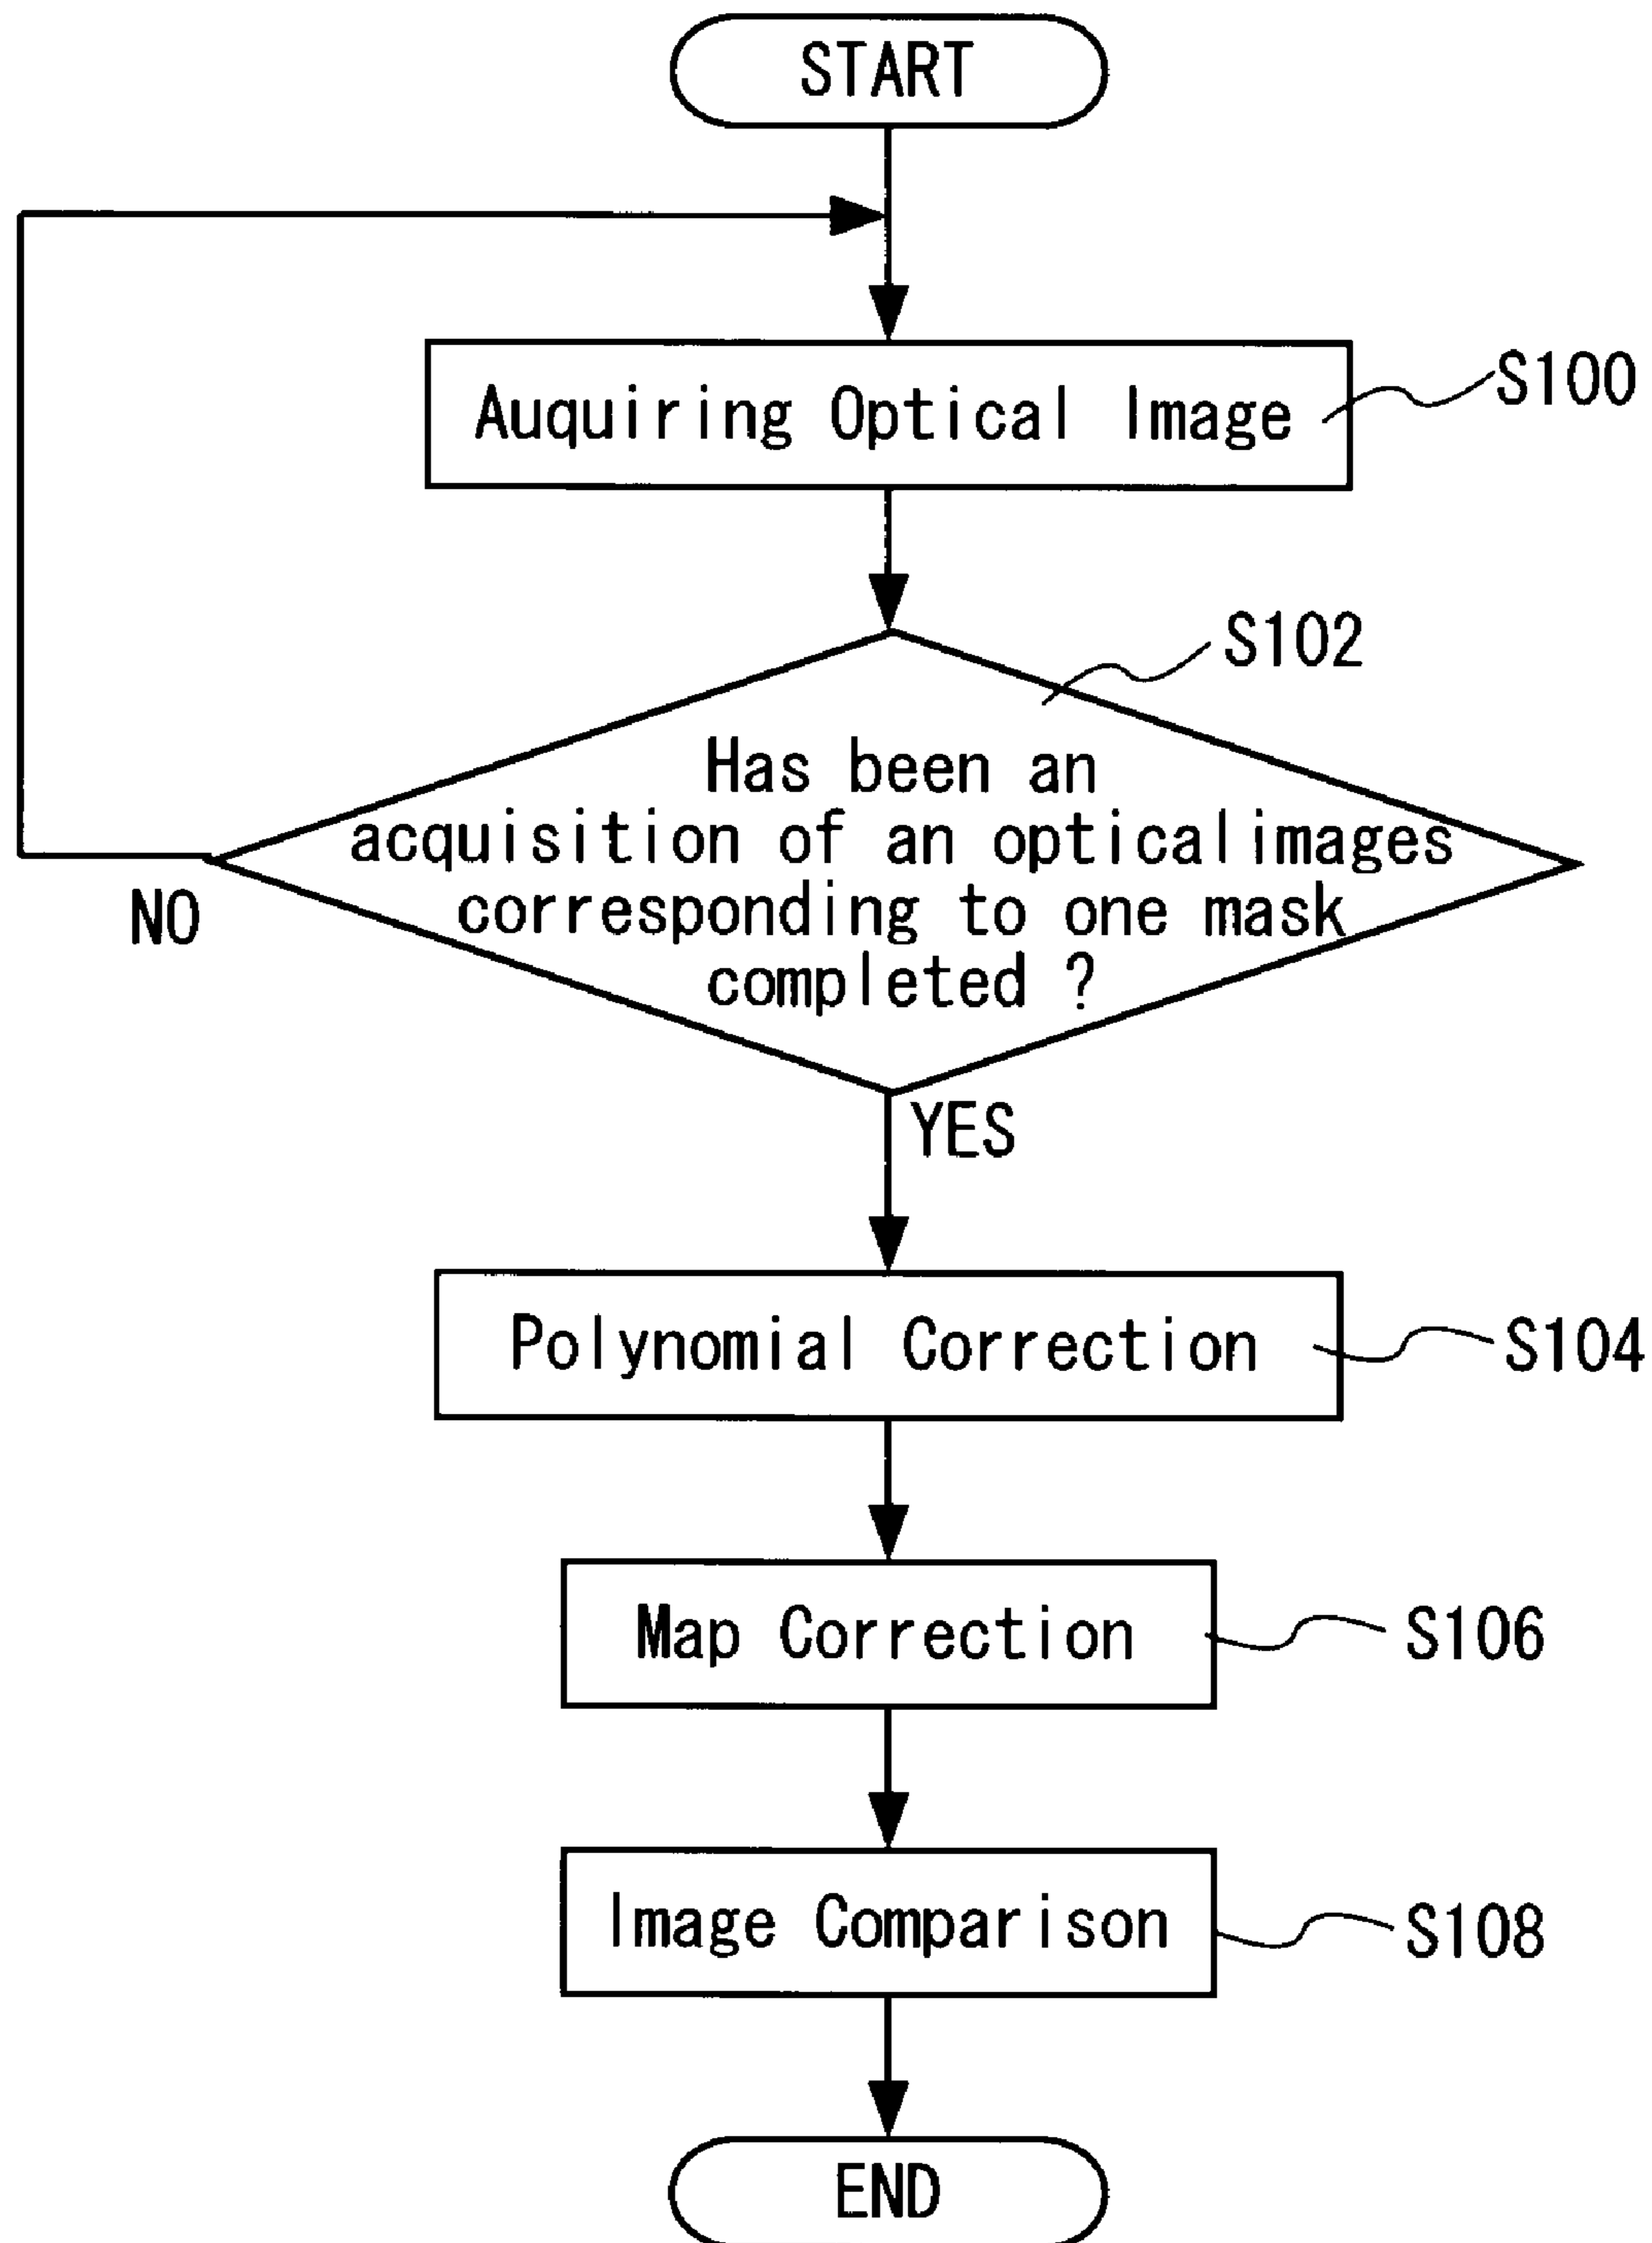 START
Auquiring Optical Image
S100
S102
Has been an
acquisition of an opticalimages
corresponding to one mask
completed ?
NO
YES
Polynomial Correction
S104
Map Correction
S106
Image Comparison
S108
END